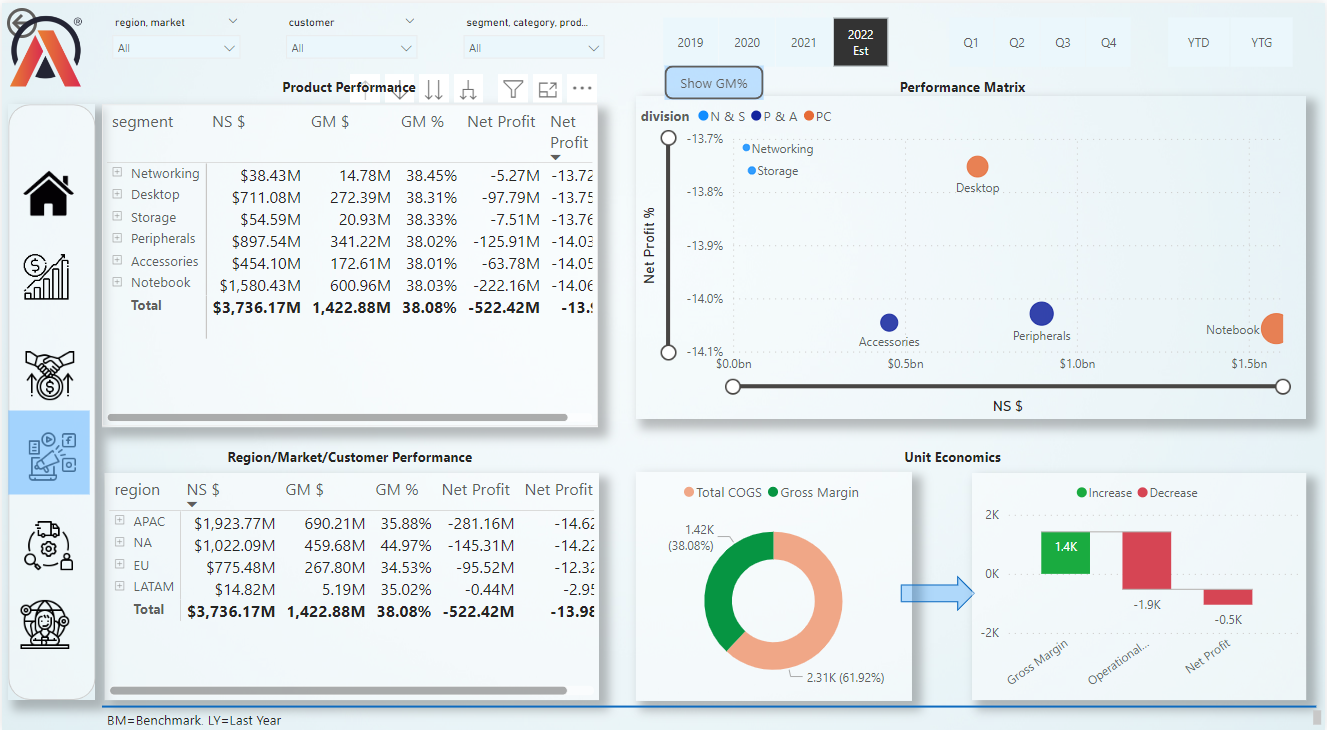 ®
region, market
customer
segment, category, prod...
All
All
All
2019 2020 2021 2022 Est
Q1 Q2 Q3 Q4
YTD YTG
Product Performance
Show GM%
Performance Matrix
segment NS $ GM $ GM % Net Profit Net Profit
Networking $38.43M 14.78M 38.45% -5.27M -13.72
Desktop $711.08M 272.39M 38.31% -97.79M -13.75
Storage $54.59M 20.93M 38.33% -7.51M -13.76
Peripherals $897.54M 341.22M 38.02% -125.91M -14.03
Accessories $454.10M 172.61M 38.01% -63.78M -14.05
Notebook $1,580.43M 600.96M 38.03% -222.16M -14.06
Total $3,736.17M 1,422.88M 38.08% -522.42M -13.9
division N & S P & A PC
Net Profit %
-13.7%
-13.8%
-13.9%
-14.0%
-14.1%
Networking
Storage
Desktop
Accessories
Peripherals
Notebook
$0.0bn $0.5bn $1.0bn $1.5bn
NS $
Region/Market/Customer Performance
Unit Economics
region NS $ GM $ GM % Net Profit Net Profit
APAC $1,923.77M 690.21M 35.88% -281.16M -14.62
NA $1,022.09M 459.68M 44.97% -145.31M -14.22
EU $775.48M 267.80M 34.53% -95.52M -12.32
LATAM $14.82M 5.19M 35.02% -0.44M -2.95
Total $3,736.17M 1,422.88M 38.08% -522.42M -13.98
Total COGS Gross Margin
1.42K
(38.08%)
2.31K (61.92%)
Increase Decrease
2K
0K
-2K
1.4K
-1.9K
-0.5K
Gross Margin
Operational...
Net Profit
BM=Benchmark. LY=Last Year